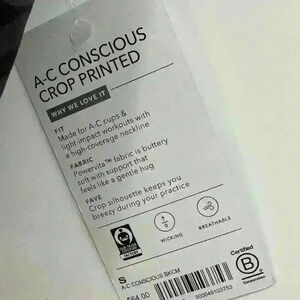 A-C CONSCIOUS
CROP PRINTED
WHY WE LOVE IT
FIT
Made for A-C cups &
light-impact workouts with
a high-coverage neckline
FABRIC
Powervita™ fabric is buttery
soft with support that
feels like a gentle hug
FAVE
Crop silhouette keeps you
breezy during your practice
WICKING
BREATHABLE
S
A-C CONSCIOUS.BKCM
$64.00
500046103753
Certified
B
Corporation